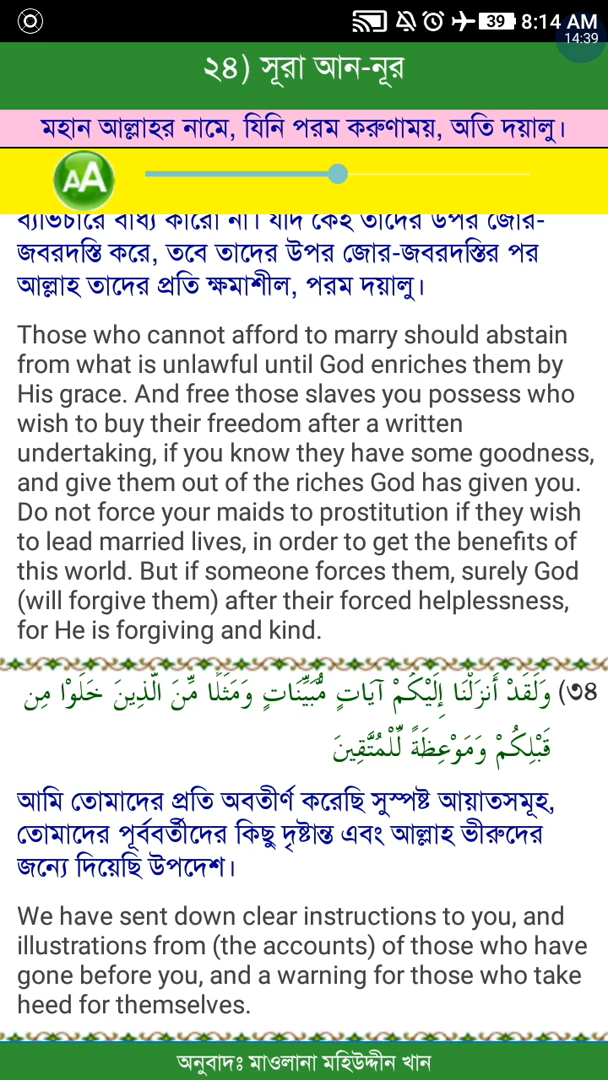 39 8:14 AM
14:39
২৪) সূরা আন-নূর
মহান আল্লাহর নামে, যিনি পরম করুণাময়, অতি দয়ালু।
AA
ব্যভিচারে বাধ্য কারো না। যদি কেহ তাদের উপর জোর-
জবরদস্তি করে, তবে তাদের উপর জোর-জবরদস্তির পর
আল্লাহ তাদের প্রতি ক্ষমাশীল, পরম দয়ালু।
Those who cannot afford to marry should abstain
from what is unlawful until God enriches them by
His grace. And free those slaves you possess who
wish to buy their freedom after a written
undertaking, if you know they have some goodness,
and give them out of the riches God has given you.
Do not force your maids to prostitution if they wish
to lead married lives, in order to get the benefits of
this world. But if someone forces them, surely God
(will forgive them) after their forced helplessness,
for He is forgiving and kind.
৩৪) وَلَقَدْ أَنزَلْنَا إِلَيْكُمْ آيَاتٍ مُّبَيِّنَاتٍ وَمَثَلًا مِّنَ الَّذِينَ خَلَوْا مِن
قَبْلِكُمْ وَمَوْعِظَةً لِّلْمُتَّقِينَ
আমি তোমাদের প্রতি অবতীর্ণ করেছি সুস্পষ্ট আয়াতসমূহ,
তোমাদের পূর্ববর্তীদের কিছু দৃষ্টান্ত এবং আল্লাহ ভীরুদের
জন্যে দিয়েছি উপদেশ।
We have sent down clear instructions to you, and
illustrations from (the accounts) of those who have
gone before you, and a warning for those who take
heed for themselves.
অনুবাদঃ মাওলানা মহিউদ্দীন খান